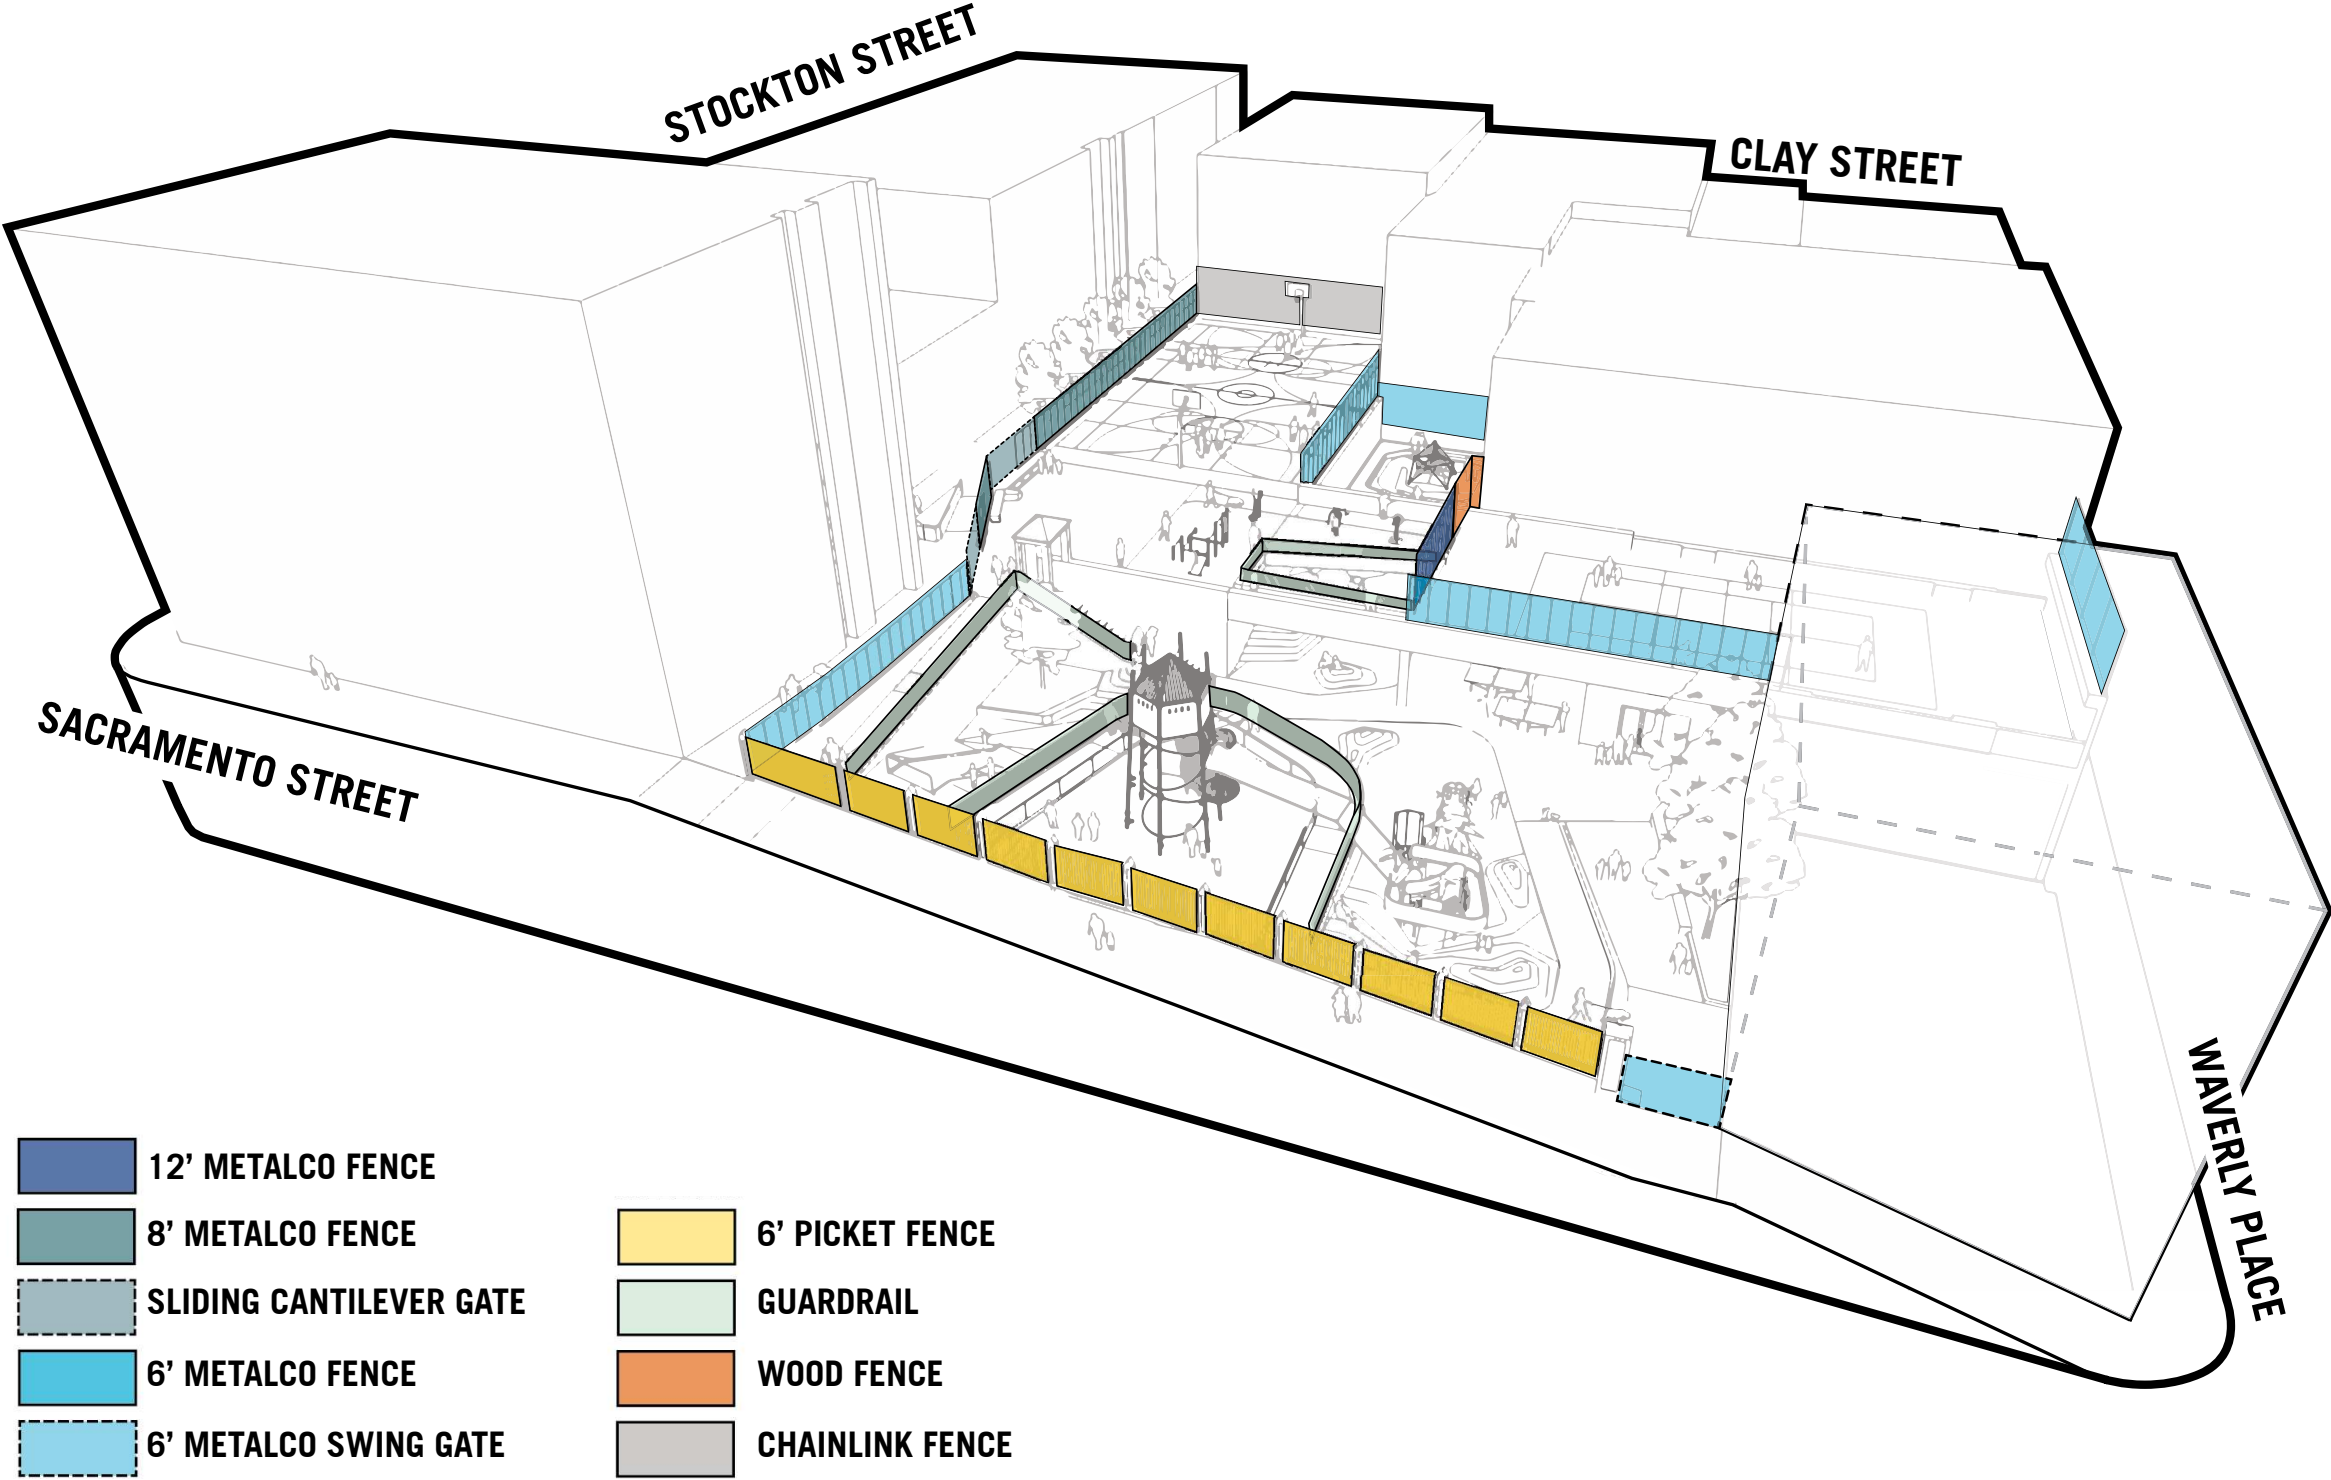 STOCKTON STREET
CLAY STREET
SACRAMENTO STREET
WAVERLY PLACE
12’ METALCO FENCE
8’ METALCO FENCE
SLIDING CANTILEVER GATE
6’ METALCO FENCE
6’ METALCO SWING GATE
6’ PICKET FENCE
GUARDRAIL
WOOD FENCE
CHAINLINK FENCE